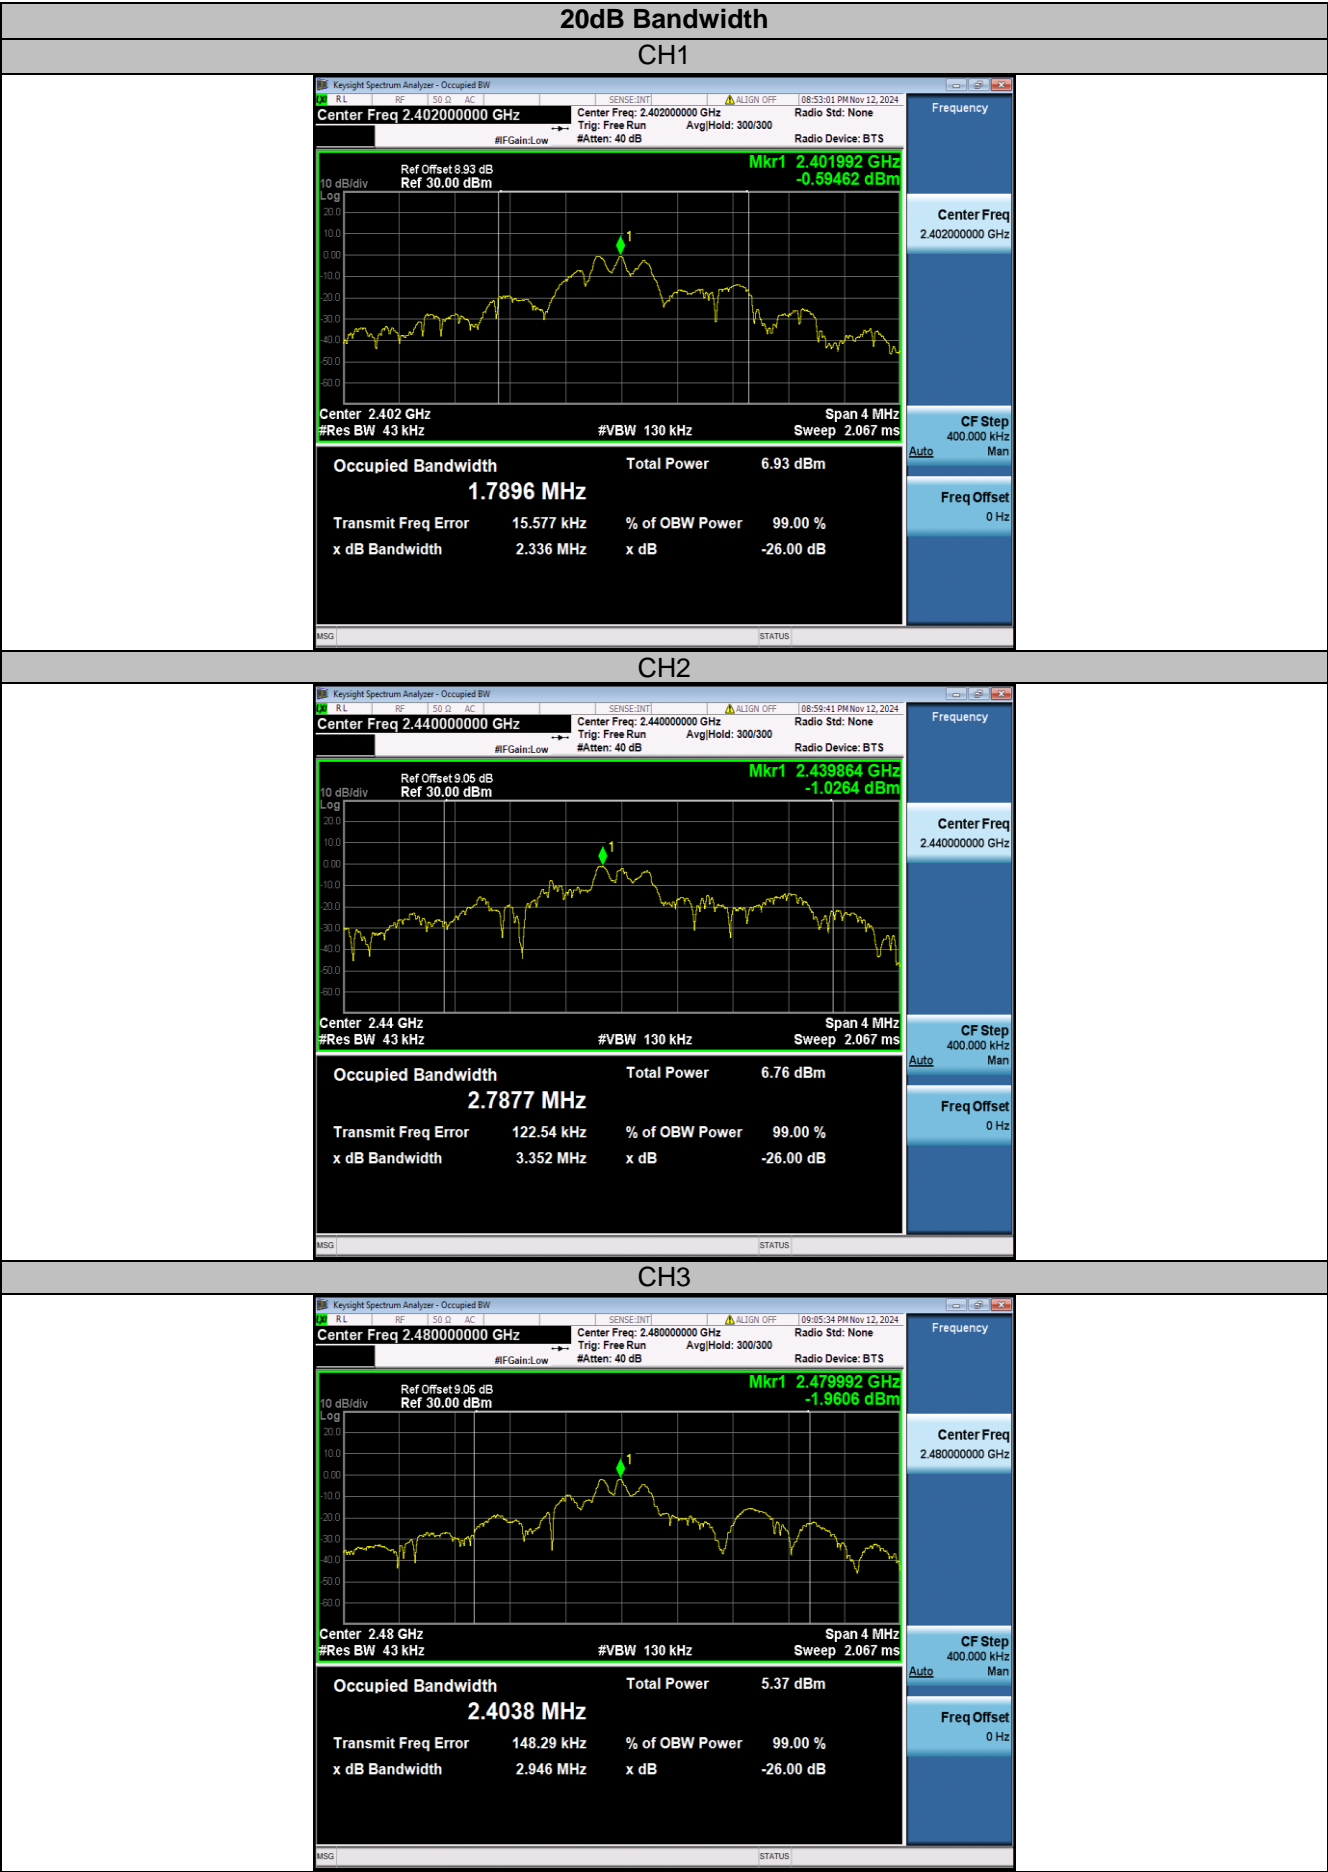 20dB Bandwidth
CH1
Keysight Spectrum Analyzer - Occupied BW
RL RF 50 Ω AC SENSE:INT ALIGN OFF 08:53:01 PM Nov 12, 2024
Center Freq 2.402000000 GHz
Center Freq: 2.402000000 GHz Radio Std: None
Trig: Free Run Avg|Hold: 300/300
#IFGain:Low #Atten: 40 dB Radio Device: BTS
Frequency
Mkr1 2.401992 GHz
-0.59462 dBm
Ref Offset 8.93 dB
10 dB/div Ref 30.00 dBm
Log
20.0
10.0
0.00
-10.0
-20.0
-30.0
-40.0
-50.0
-60.0
1
Center Freq
2.402000000 GHz
Center 2.402 GHz Span 4 MHz
#Res BW 43 kHz #VBW 130 kHz Sweep 2.067 ms
CF Step
400.000 kHz
Auto Man
Freq Offset
0 Hz
Occupied Bandwidth Total Power 6.93 dBm
1.7896 MHz
Transmit Freq Error 15.577 kHz % of OBW Power 99.00 %
x dB Bandwidth 2.336 MHz x dB -26.00 dB
MSG STATUS
CH2
Keysight Spectrum Analyzer - Occupied BW
RL RF 50 Ω AC SENSE:INT ALIGN OFF 08:59:41 PM Nov 12, 2024
Center Freq 2.440000000 GHz
Center Freq: 2.440000000 GHz Radio Std: None
Trig: Free Run Avg|Hold: 300/300
#IFGain:Low #Atten: 40 dB Radio Device: BTS
Frequency
Mkr1 2.439864 GHz
-1.0264 dBm
Ref Offset 9.05 dB
10 dB/div Ref 30.00 dBm
Log
20.0
10.0
0.00
-10.0
-20.0
-30.0
-40.0
-50.0
-60.0
1
Center Freq
2.440000000 GHz
Center 2.44 GHz Span 4 MHz
#Res BW 43 kHz #VBW 130 kHz Sweep 2.067 ms
CF Step
400.000 kHz
Auto Man
Freq Offset
0 Hz
Occupied Bandwidth Total Power 6.76 dBm
2.7877 MHz
Transmit Freq Error 122.54 kHz % of OBW Power 99.00 %
x dB Bandwidth 3.352 MHz x dB -26.00 dB
MSG STATUS
CH3
Keysight Spectrum Analyzer - Occupied BW
RL RF 50 Ω AC SENSE:INT ALIGN OFF 09:05:34 PM Nov 12, 2024
Center Freq 2.480000000 GHz
Center Freq: 2.480000000 GHz Radio Std: None
Trig: Free Run Avg|Hold: 300/300
#IFGain:Low #Atten: 40 dB Radio Device: BTS
Frequency
Mkr1 2.479992 GHz
-1.9606 dBm
Ref Offset 9.05 dB
10 dB/div Ref 30.00 dBm
Log
20.0
10.0
0.00
-10.0
-20.0
-30.0
-40.0
-50.0
-60.0
1
Center Freq
2.480000000 GHz
Center 2.48 GHz Span 4 MHz
#Res BW 43 kHz #VBW 130 kHz Sweep 2.067 ms
CF Step
400.000 kHz
Auto Man
Freq Offset
0 Hz
Occupied Bandwidth Total Power 5.37 dBm
2.4038 MHz
Transmit Freq Error 148.29 kHz % of OBW Power 99.00 %
x dB Bandwidth 2.946 MHz x dB -26.00 dB
MSG STATUS